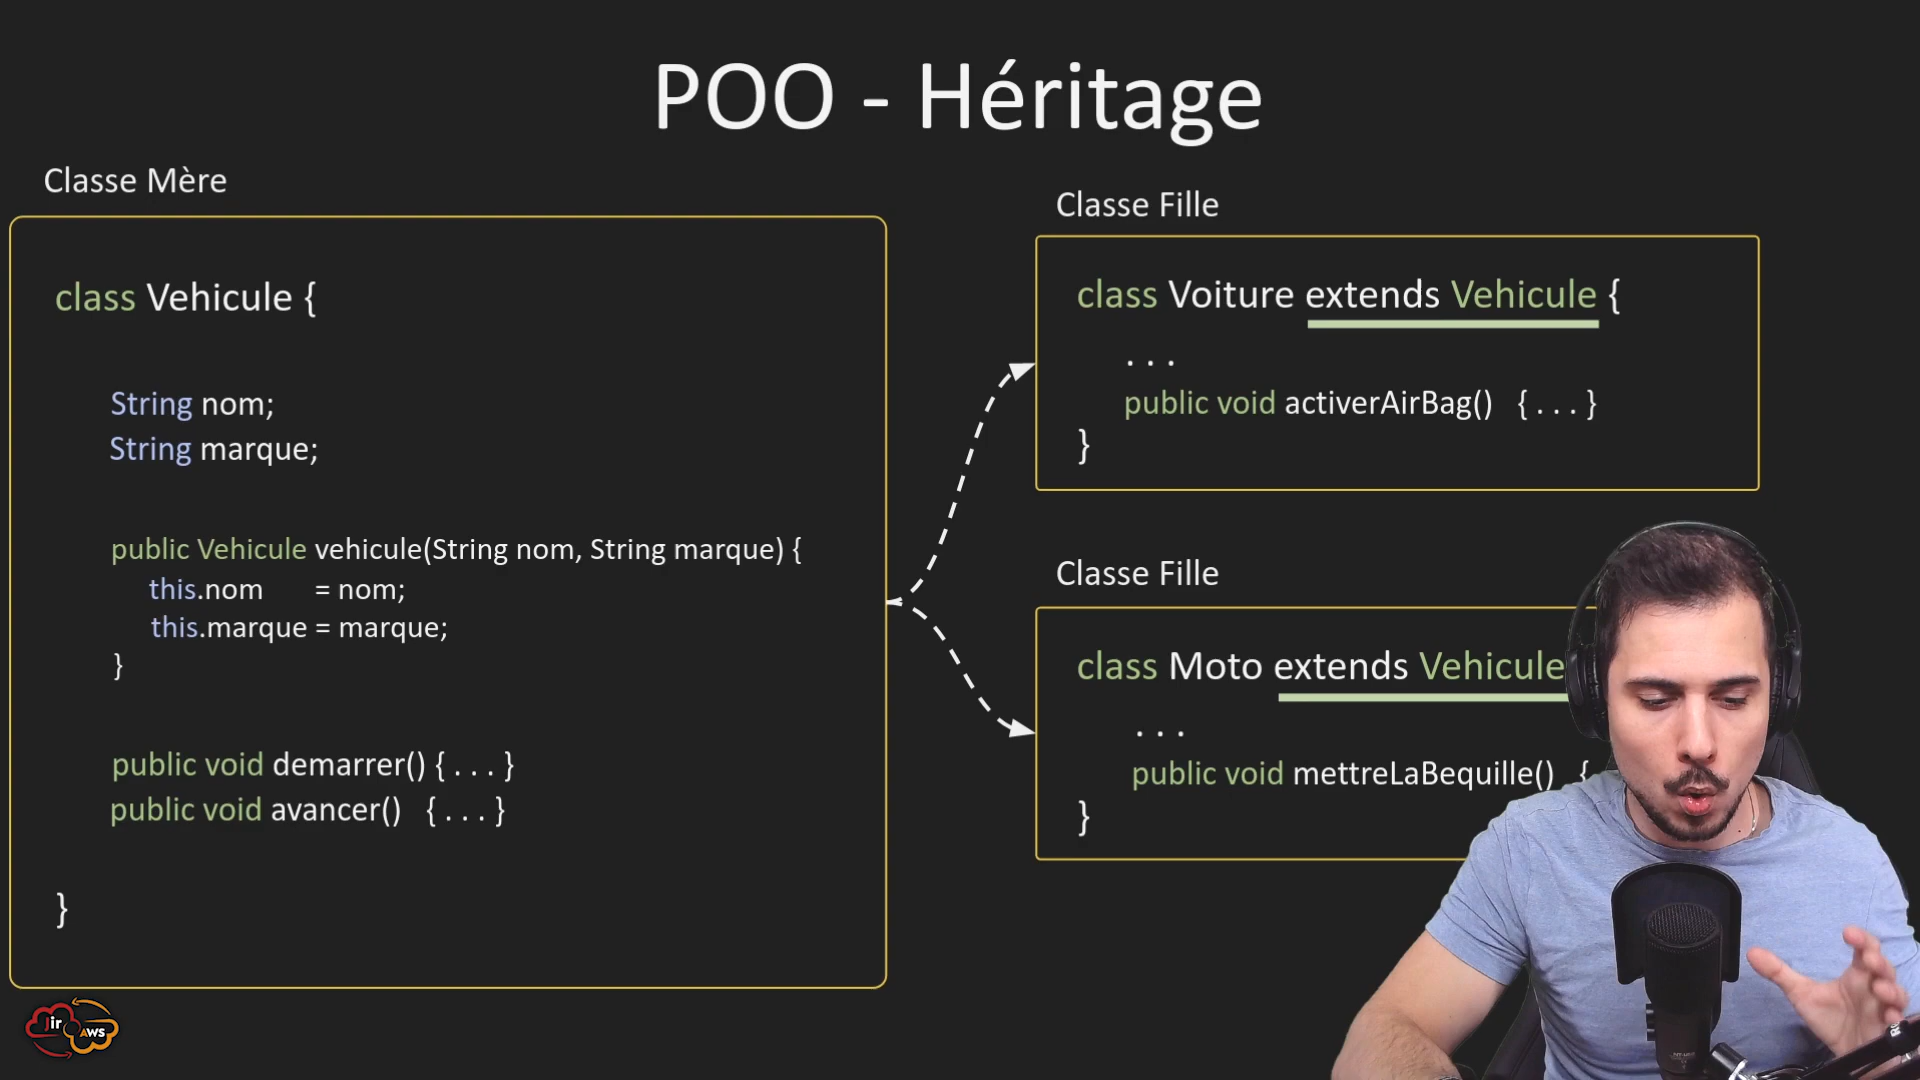 POO - Héritage
Classe Mère
class Vehicule {
String nom;
String marque;
public Vehicule vehicule(String nom, String marque) {
this.nom = nom;
this.marque = marque;
}
public void demarrer() { . . . }
public void avancer() { . . . }
}
Classe Fille
class Voiture extends Vehicule {
. . .
public void activerAirBag() { . . . }
}
Classe Fille
class Moto extends Vehicule
. . .
public void mettreLaBequille() {
}
Jir
AWS